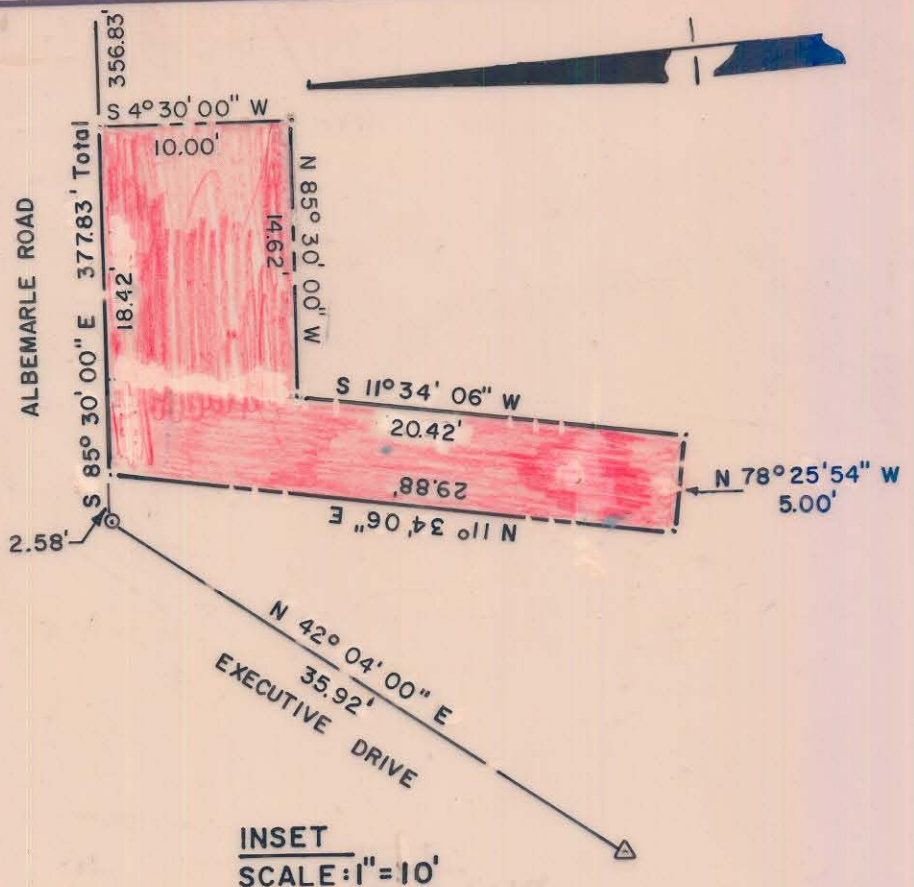 356.83'
S 4° 30' 00" W
10.00'
N 85° 30' 00" W
14.62'
ALBEMARLE ROAD
S 85° 30' 00" E 377.83' Total
18.42'
S 11° 34' 06" W
20.42'
29.88'
N 11° 34' 06" E
N 78° 25' 54" W
5.00'
2.58'
N 42° 04' 00" E
35.92'
EXECUTIVE DRIVE
INSET
SCALE: 1" = 10'